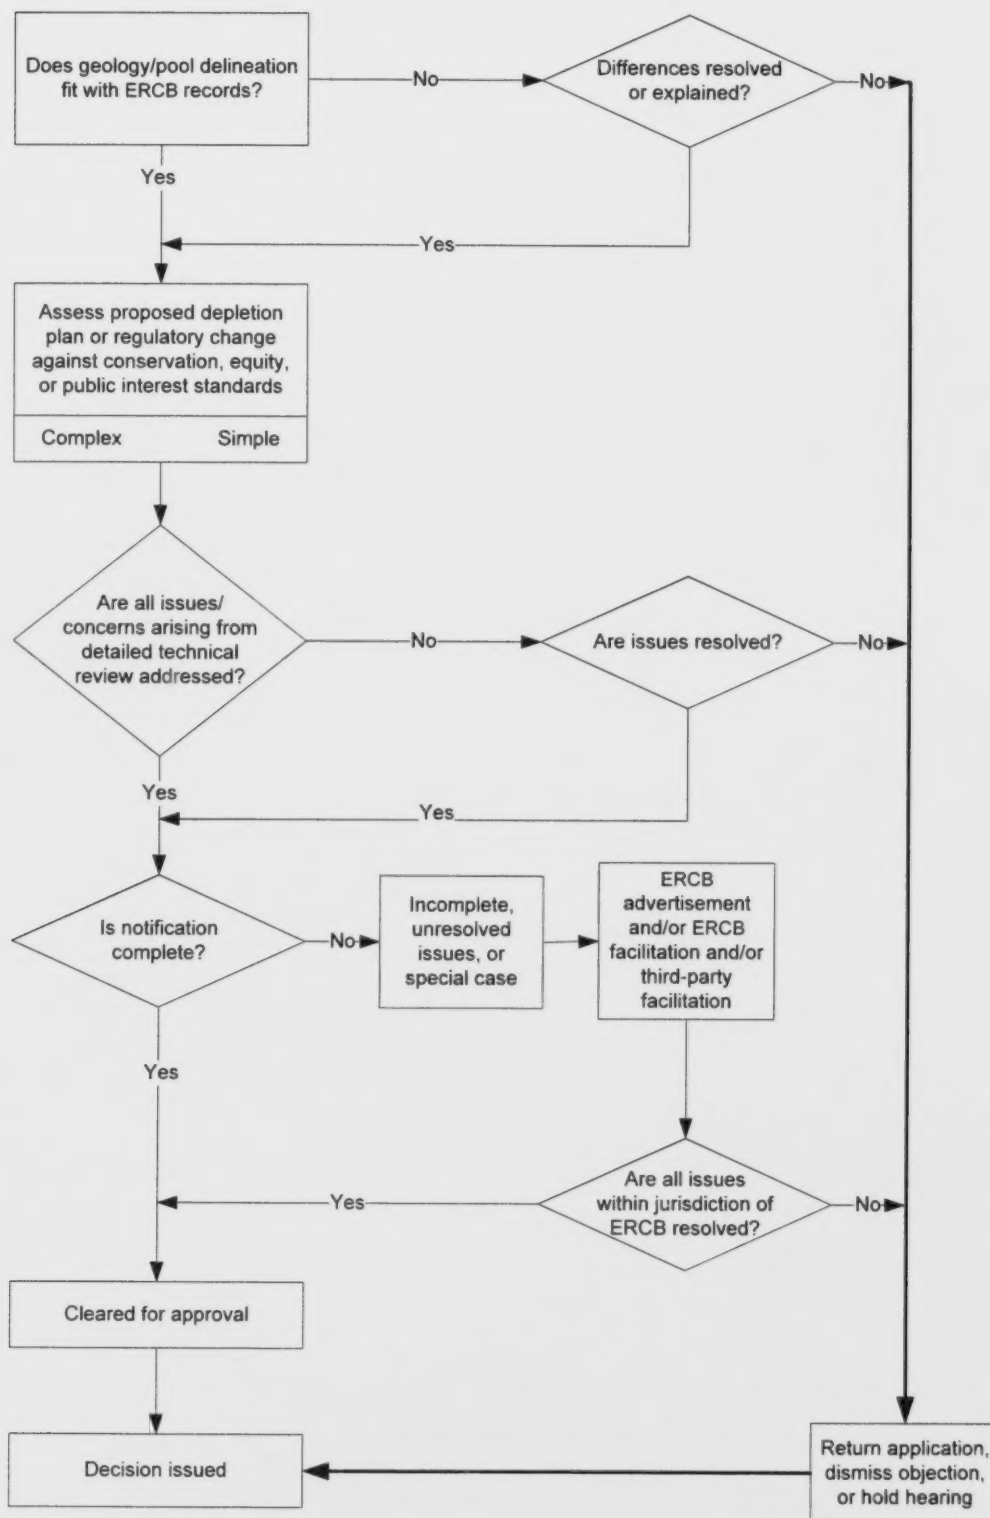 Does geology/pool delineation
fit with ERCB records?
No
Differences resolved
or explained?
No
Yes
Yes
Assess proposed depletion
plan or regulatory change
against conservation, equity,
or public interest standards
Complex
Simple
Are all issues/
concerns arising from
detailed technical
review addressed?
No
Are issues resolved?
No
Yes
Yes
Is notification
complete?
No
Incomplete,
unresolved
issues, or
special case
ERCB
advertisement
and/or ERCB
facilitation and/or
third-party
facilitation
Yes
Are all issues
within jurisdiction of
ERCB resolved?
Yes
No
Cleared for approval
Decision issued
Return application,
dismiss objection,
or hold hearing